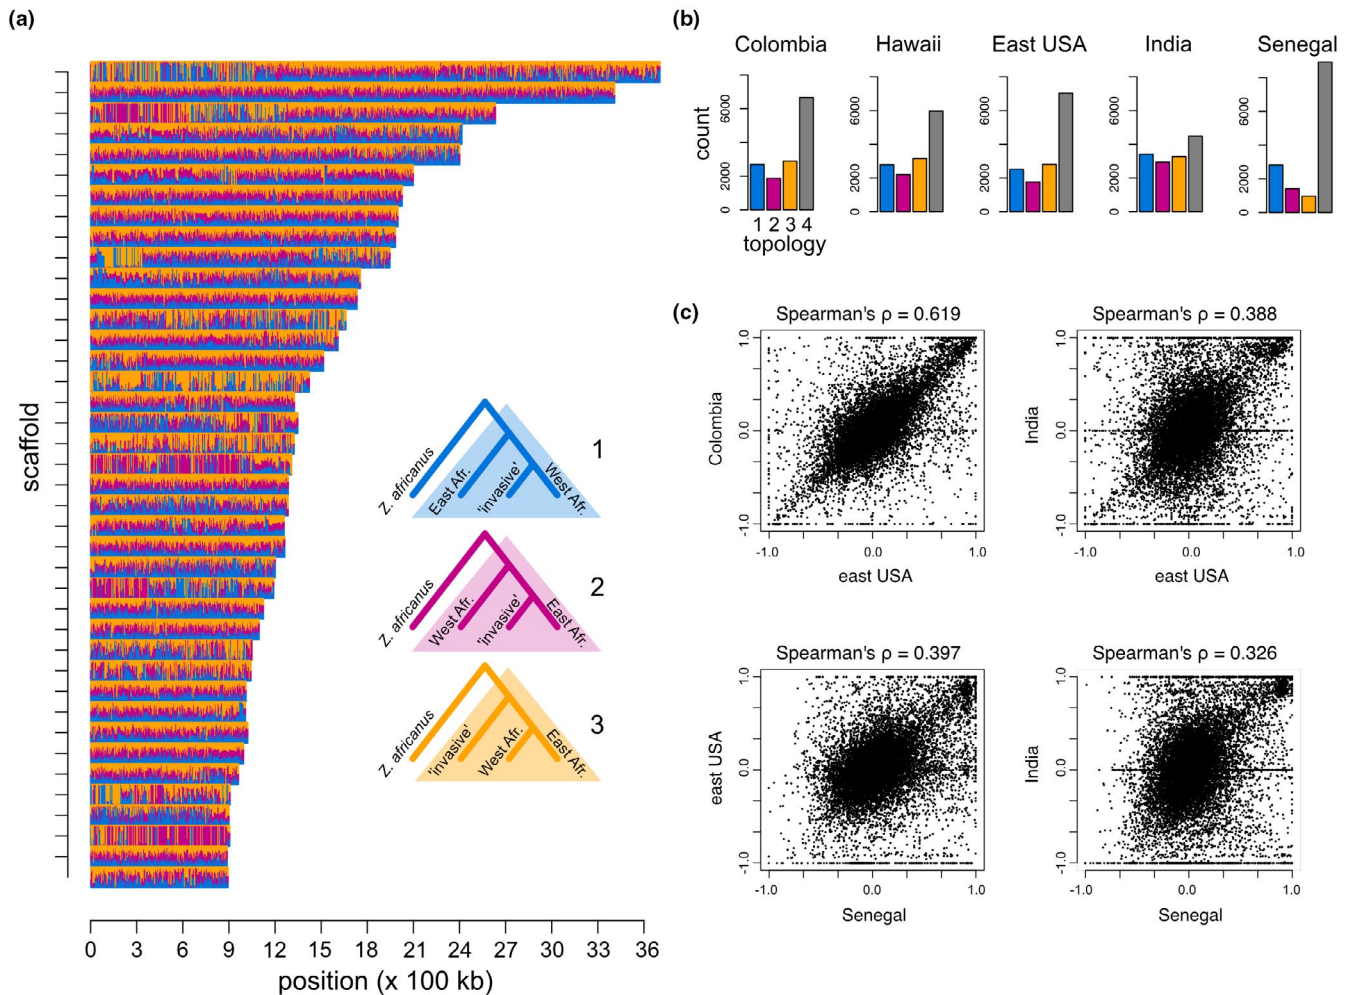 (a)
scaffold
Z. africanus
East Afr.
'invasive'
West Afr.
1
Z. africanus
West Afr.
'invasive'
East Afr.
2
Z. africanus
'invasive'
West Afr.
East Afr.
3
0 3 6 9 12 15 18 21 24 27 30 33 36
position (x 100 kb)
(b)
Colombia Hawaii East USA India Senegal
count
0 2000 6000
0 2000 6000
0 2000 6000
0 2000 6000
0 2000 6000
1 2 3 4
topology
(c)
Spearman's ρ = 0.619
Colombia
1.0
0.0
-1.0
-1.0 0.0 1.0
east USA
Spearman's ρ = 0.388
India
1.0
0.0
-1.0
-1.0 0.0 1.0
east USA
Spearman's ρ = 0.397
east USA
1.0
0.0
-1.0
-1.0 0.0 1.0
Senegal
Spearman's ρ = 0.326
India
1.0
0.0
-1.0
-1.0 0.0 1.0
Senegal